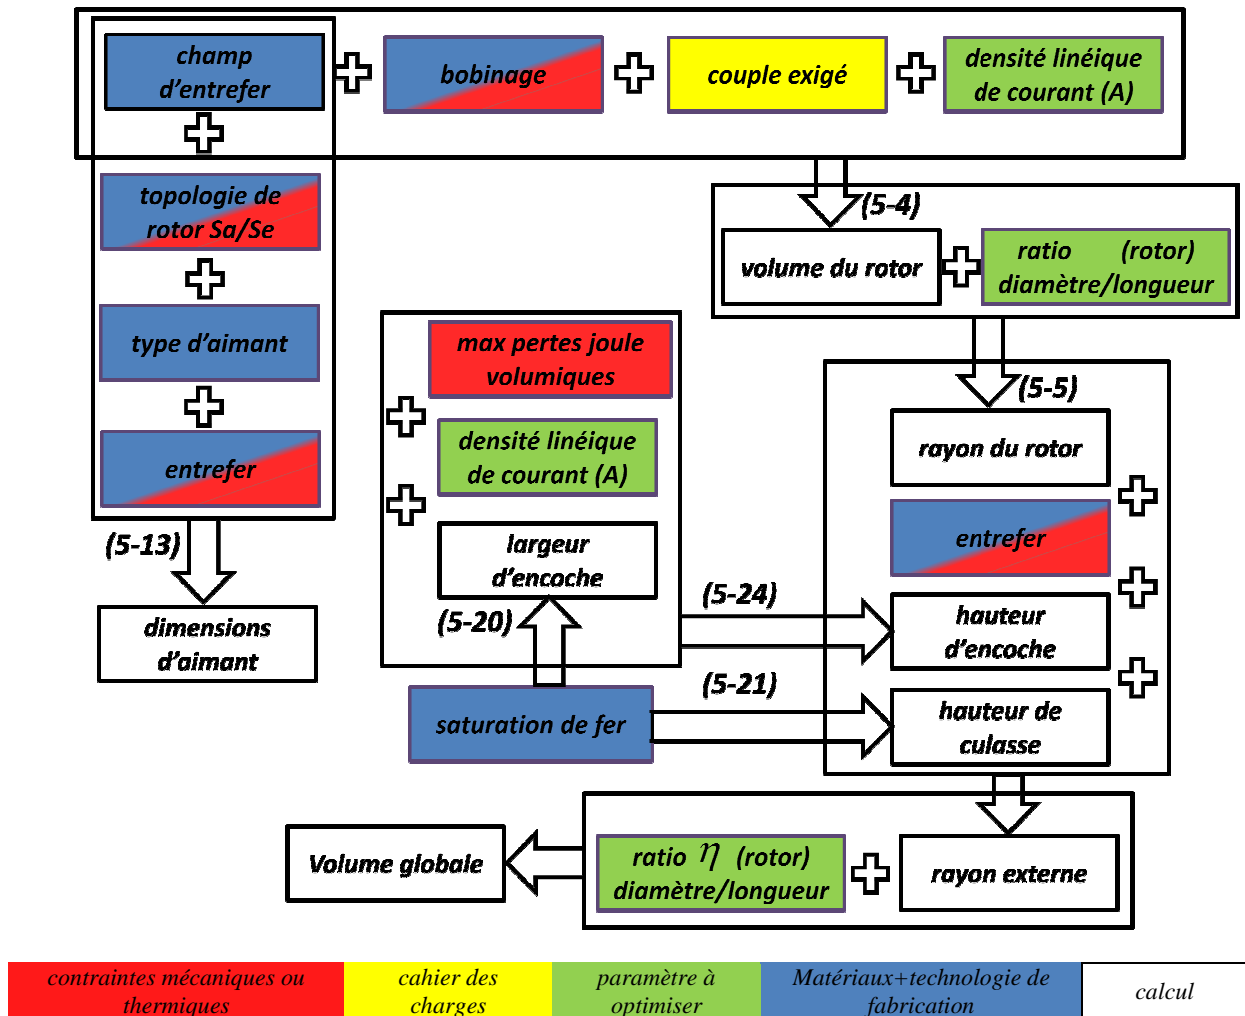 champ
d'entrefer
bobinage
couple exigé
densité linéique
de courant (A)
topologie de
rotor Sa/Se
type d'aimant
entrefer
(5-13)
dimensions
d'aimant
(5-4)
volume du rotor
ratio (rotor)
diamètre/longueur
(5-5)
max pertes joule
volumiques
densité linéique
de courant (A)
largeur
d'encoche
(5-20)
saturation de fer
(5-24)
(5-21)
rayon du rotor
entrefer
hauteur
d'encoche
hauteur de
culasse
Volume globale
ratio η (rotor)
diamètre/longueur
rayon externe
contraintes mécaniques ou
thermiques
cahier des
charges
paramètre à
optimiser
Matériaux+technologie de
fabrication
calcul